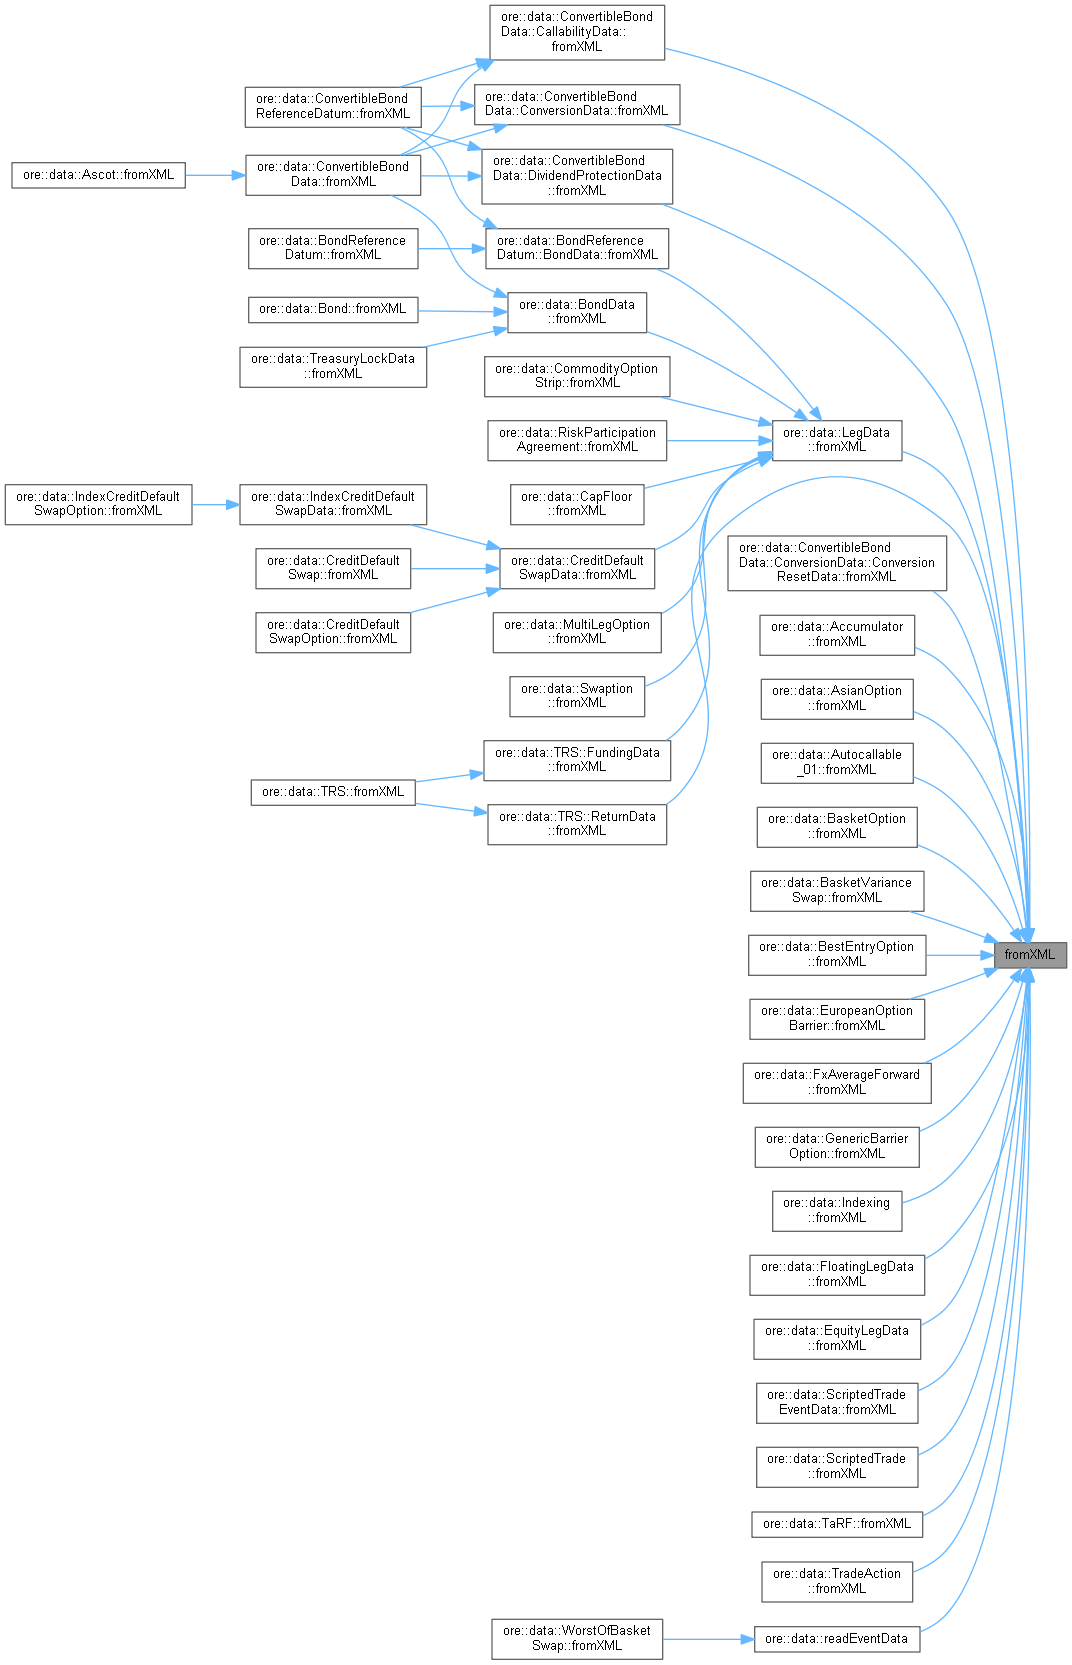 ore::data::ConvertibleBond
Data::CallabilityData::
fromXML
ore::data::ConvertibleBond
ReferenceDatum::fromXML
ore::data::ConvertibleBond
Data::ConversionData::fromXML
ore::data::Ascot::fromXML
ore::data::ConvertibleBond
Data::fromXML
ore::data::ConvertibleBond
Data::DividendProtectionData
::fromXML
ore::data::BondReference
Datum::fromXML
ore::data::BondReference
Datum::BondData::fromXML
ore::data::Bond::fromXML
ore::data::BondData
::fromXML
ore::data::TreasuryLockData
::fromXML
ore::data::CommodityOption
Strip::fromXML
ore::data::RiskParticipation
Agreement::fromXML
ore::data::LegData
::fromXML
ore::data::IndexCreditDefault
SwapOption::fromXML
ore::data::IndexCreditDefault
SwapData::fromXML
ore::data::CapFloor
::fromXML
ore::data::CreditDefault
Swap::fromXML
ore::data::CreditDefault
SwapData::fromXML
ore::data::ConvertibleBond
Data::ConversionData::Conversion
ResetData::fromXML
ore::data::CreditDefault
SwapOption::fromXML
ore::data::MultiLegOption
::fromXML
ore::data::Accumulator
::fromXML
ore::data::Swaption
::fromXML
ore::data::AsianOption
::fromXML
ore::data::TRS::FundingData
::fromXML
ore::data::Autocallable
_01::fromXML
ore::data::TRS::fromXML
ore::data::TRS::ReturnData
::fromXML
ore::data::BasketOption
::fromXML
ore::data::BasketVariance
Swap::fromXML
ore::data::BestEntryOption
::fromXML
fromXML
ore::data::EuropeanOption
Barrier::fromXML
ore::data::FxAverageForward
::fromXML
ore::data::GenericBarrier
Option::fromXML
ore::data::Indexing
::fromXML
ore::data::FloatingLegData
::fromXML
ore::data::EquityLegData
::fromXML
ore::data::ScriptedTrade
EventData::fromXML
ore::data::ScriptedTrade
::fromXML
ore::data::TaRF::fromXML
ore::data::TradeAction
::fromXML
ore::data::WorstOfBasket
Swap::fromXML
ore::data::readEventData